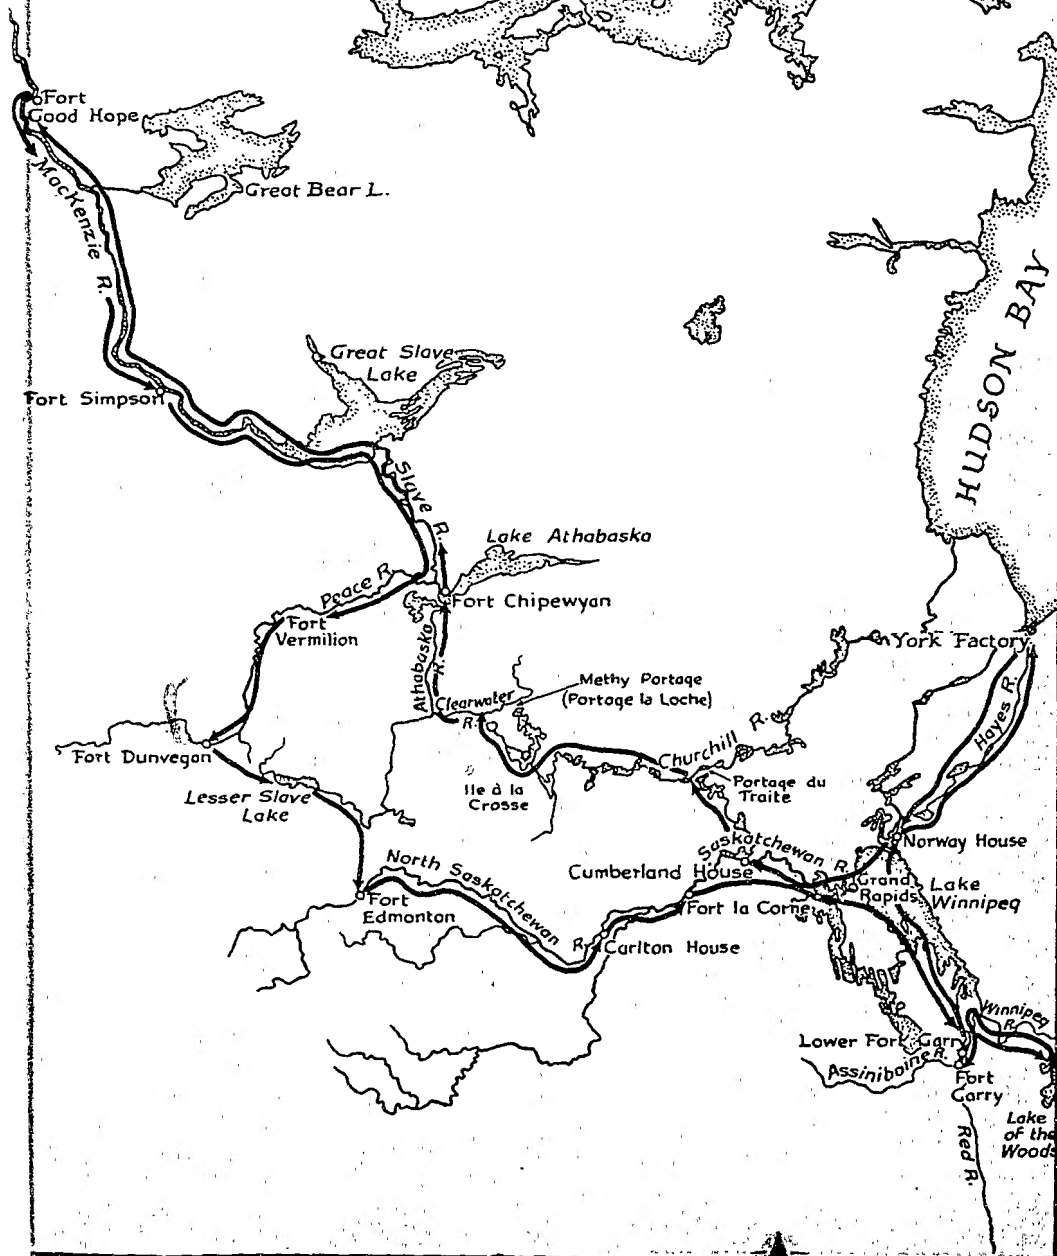 Fort
Good Hope
Great Bear L.
MacKenzie R.
Great Slave
Lake
Fort Simpson
HUDSON BAY
Slave R.
Lake Athabaska
Peace R.
Fort Chipewyan
Fort
Vermilion
York Factory
Athabaska R.
Methy Portage
(Portage la Loche)
Clearwater
R.
Hayes R.
Churchill R.
Fort Dunvegan
Portage du
Traite
Ile à la
Crosse
Lesser Slave
Lake
Norway House
Saskatchewan R.
North Saskatchewan R.
Cumberland House
Grand
Rapids
Lake
Winnipeg
Fort
Edmonton
Fort la Corne
Carlton House
Winnipeg
R.
Lower Fort Garry
Assiniboine R.
Fort
Garry
Lake
of the
Woods
Red R.